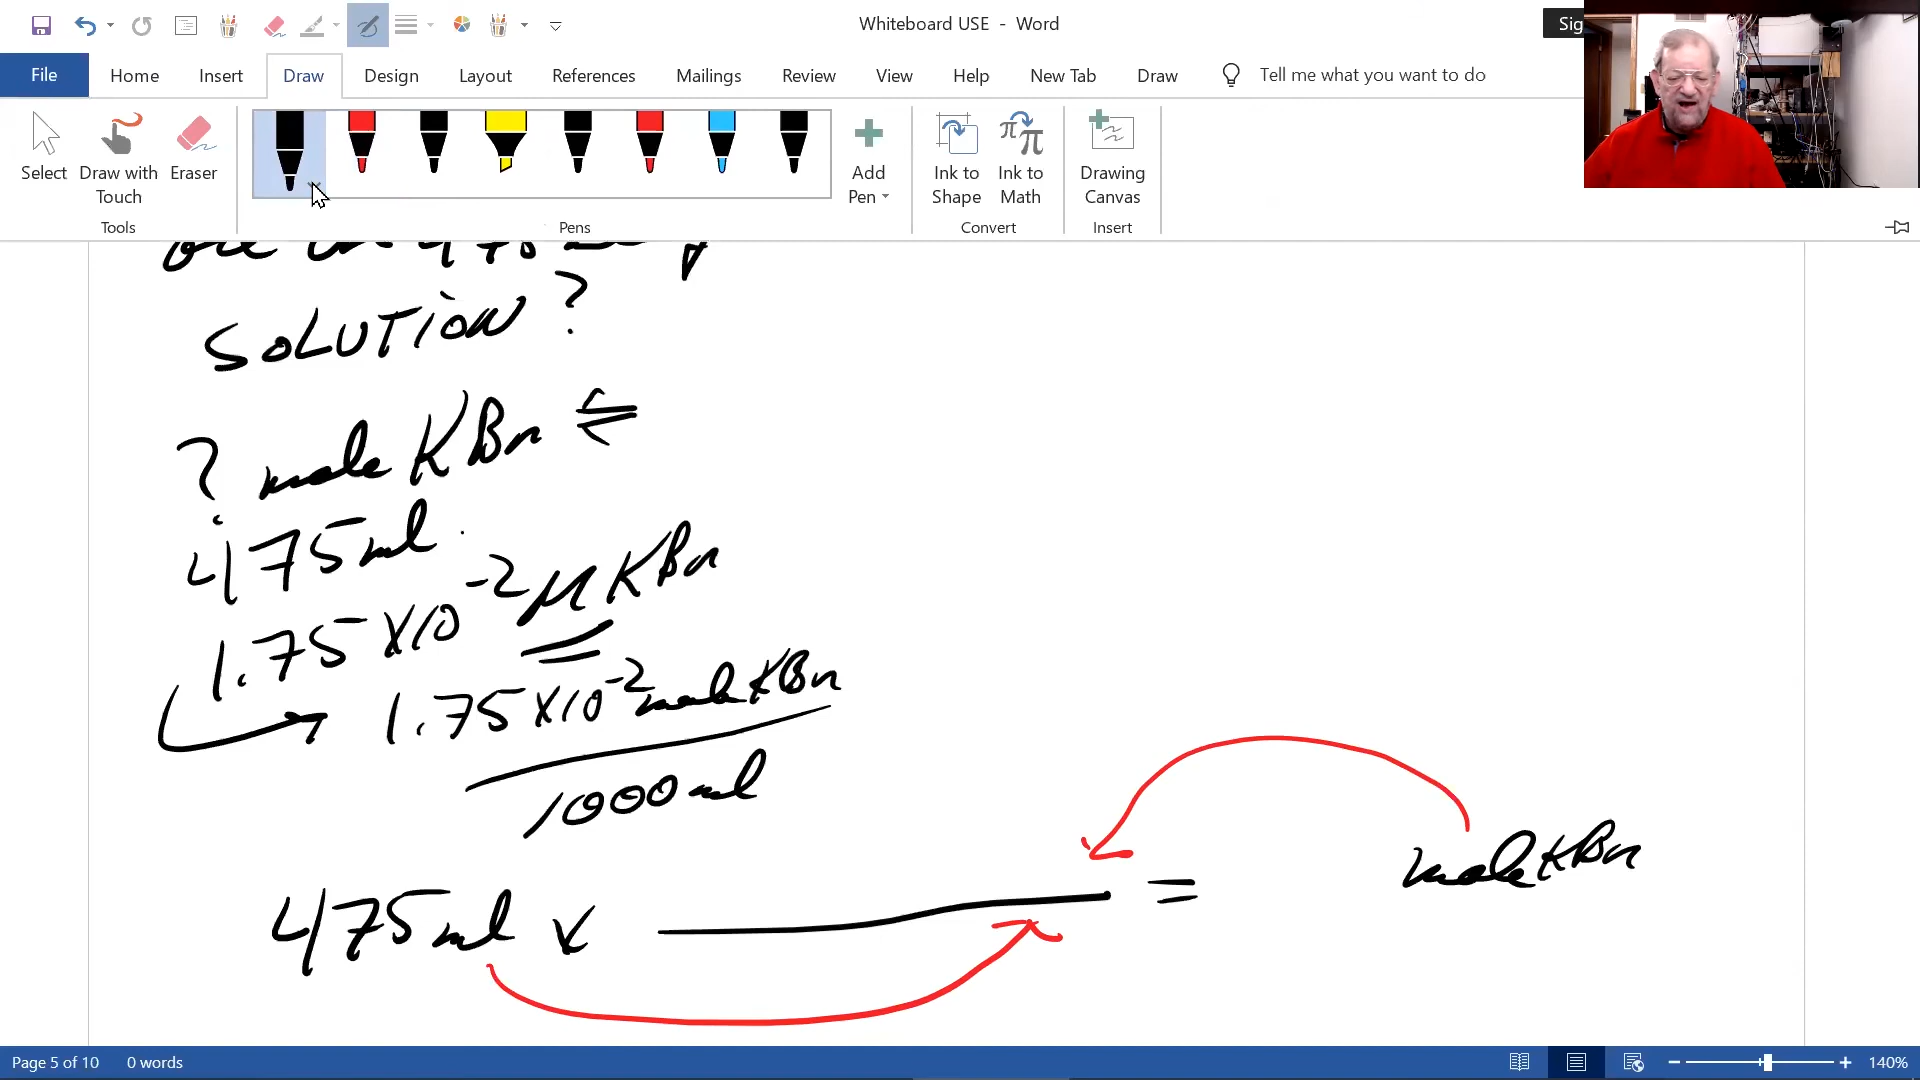 Whiteboard USE - Word
Sig
File Home Insert Draw Design Layout References Mailings Review View Help New Tab Draw Tell me what you want to do
Select Draw with Touch Eraser
Add Pen
Ink to Shape Ink to Math
Drawing Canvas
Tools Pens Convert Insert
475 ml
SOLUTION ?
? mole KBr
475 ml
1.75 X 10 -2 M KBr
1.75 X 10 -2 mole KBr
1000 ml
475 ml x = mole KBr
Page 5 of 10 0 words 140%